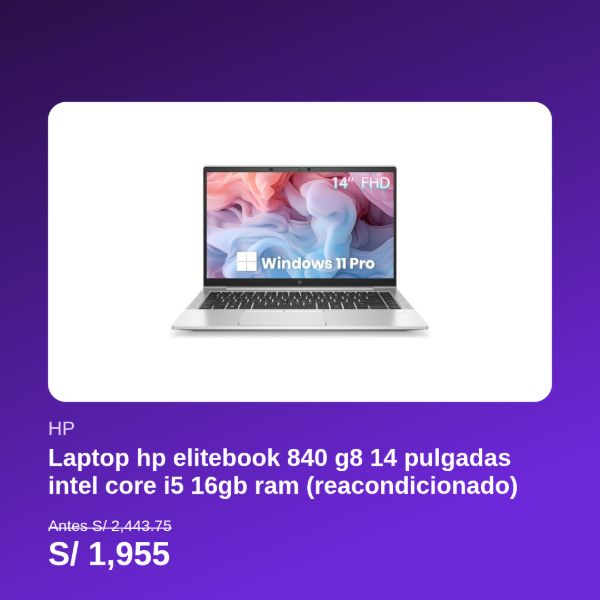 14" FHD
Windows 11 Pro
HP
Laptop hp elitebook 840 g8 14 pulgadas
intel core i5 16gb ram (reacondicionado)
Antes S/ 2,443.75
S/ 1,955